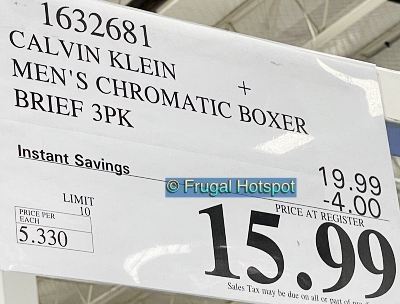 1632681
CALVIN KLEIN +
MEN'S CHROMATIC BOXER
BRIEF 3PK
Instant Savings 19.99
-4.00
© Frugal Hotspot
LIMIT
10
PRICE AT REGISTER
PRICE PER
EACH
5.330
15.99
Sales Tax may be due on all or part of